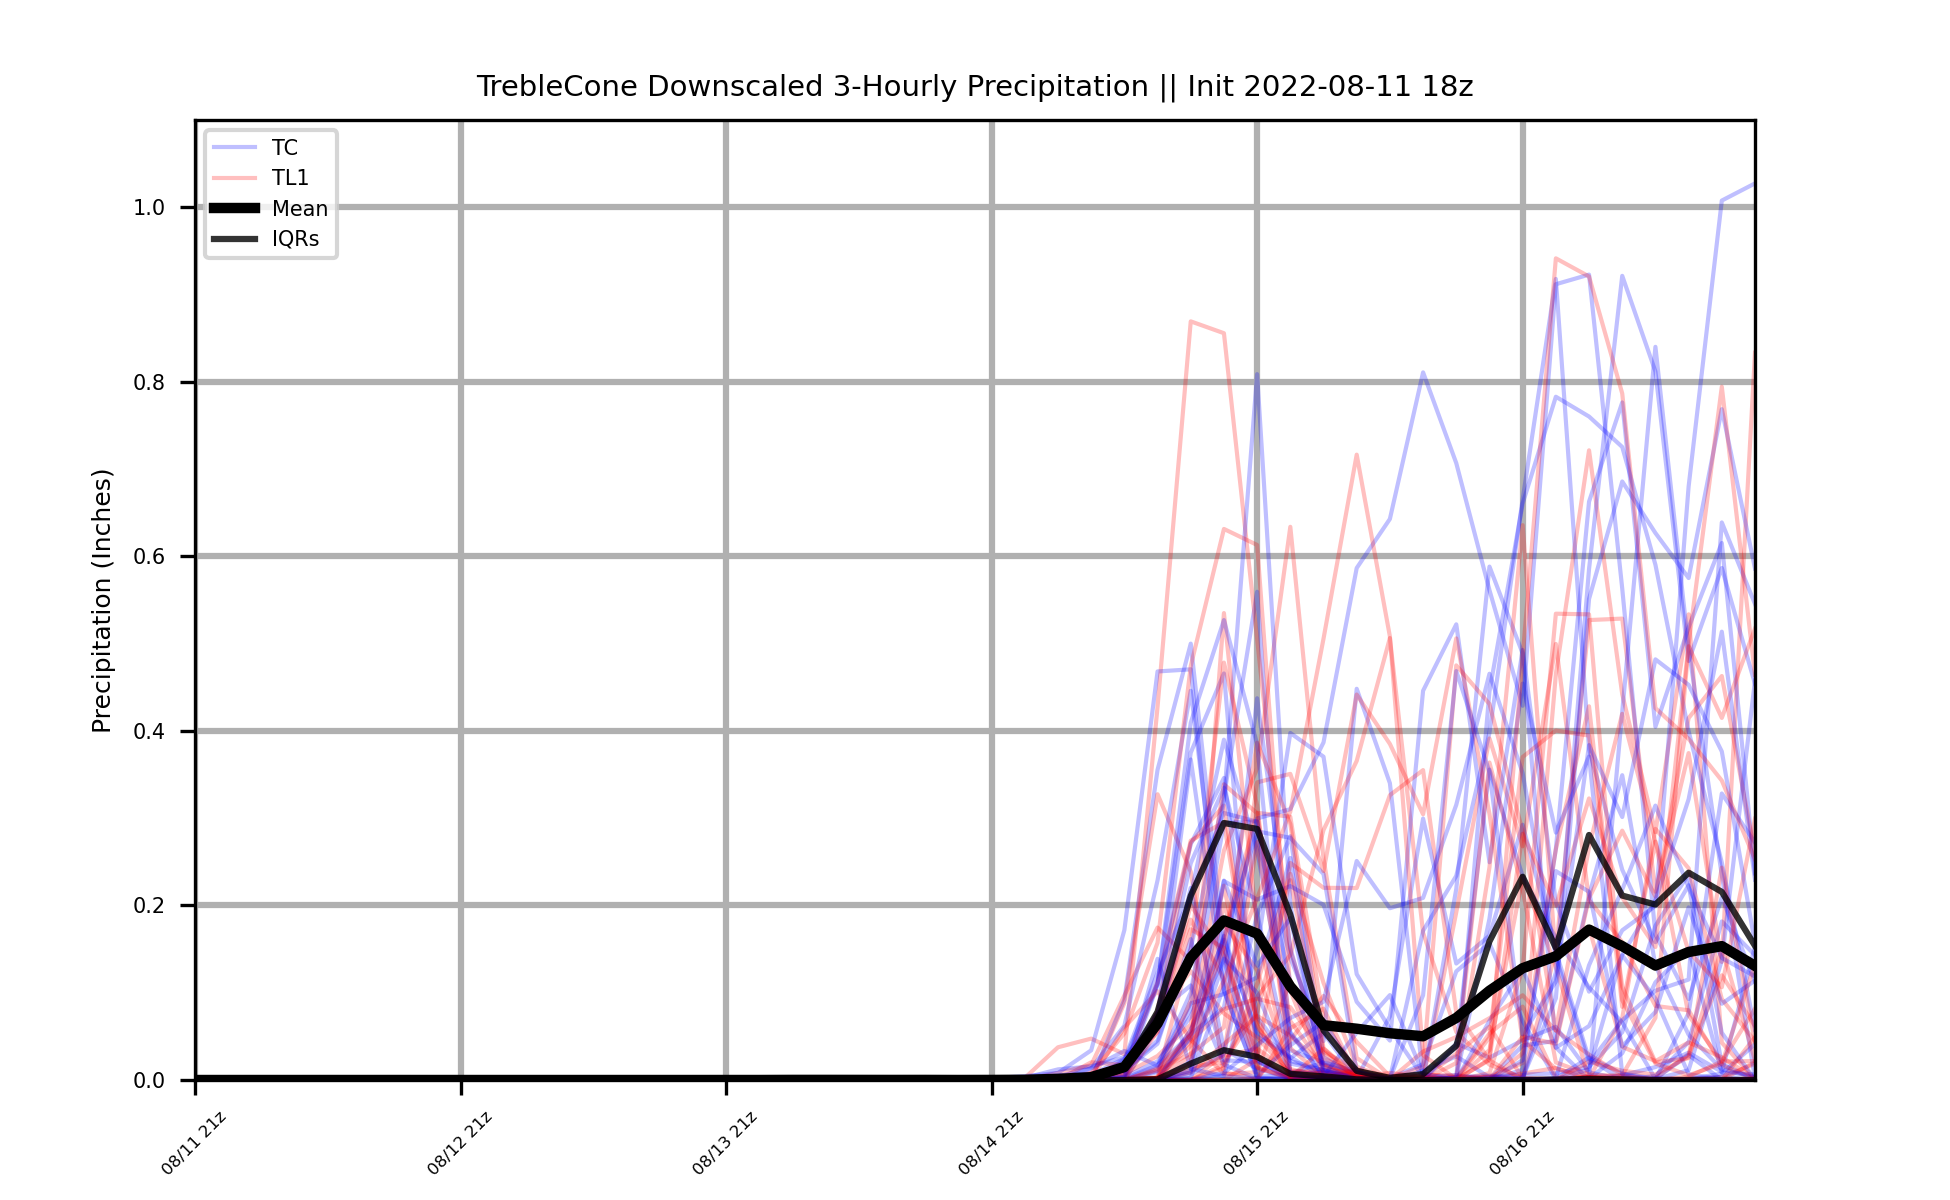 TrebleCone Downscaled 3-Hourly Precipitation || Init 2022-08-11 18z
TC
TL1
Mean
IQRs
Precipitation (Inches)
1.0
0.8
0.6
0.4
0.2
0.0
08/11 21z
08/12 21z
08/13 21z
08/14 21z
08/15 21z
08/16 21z